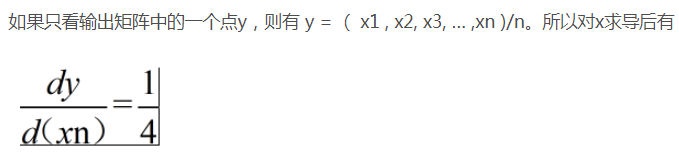 如果只看输出矩阵中的一个点y，则有 y = （ x1 , x2, x3, ... ,xn )/n。所以对x求导后有
dy/d(xn) = 1/4